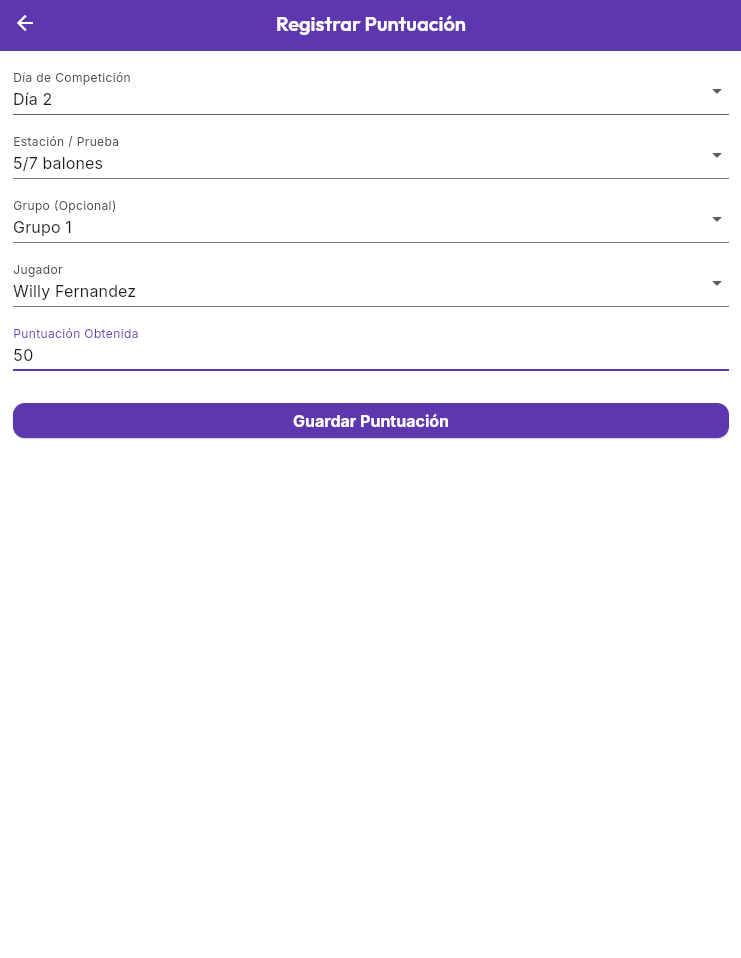 Registrar Puntuación
Día de Competición
Día 2
Estación / Prueba
5/7 balones
Grupo (Opcional)
Grupo 1
Jugador
Willy Fernandez
Puntuación Obtenida
50
Guardar Puntuación